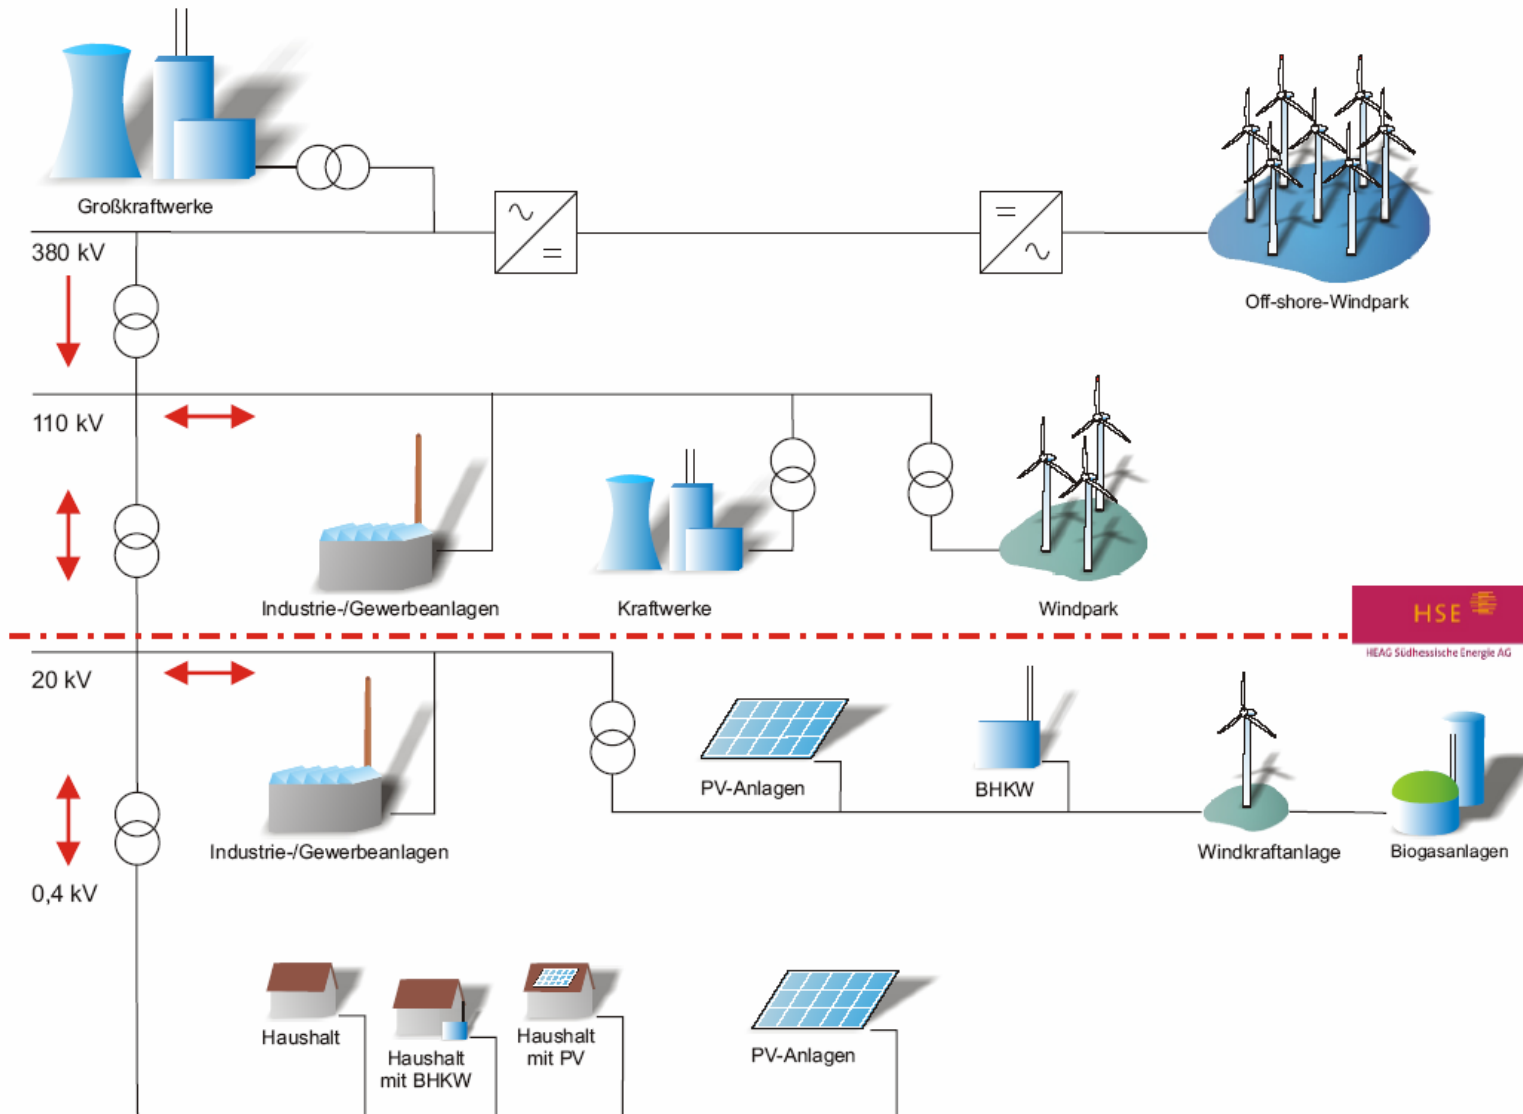 Großkraftwerke
380 kV
Off-shore-Windpark
110 kV
Industrie-/Gewerbeanlagen
Kraftwerke
Windpark
HSE
HEAG Südhessische Energie AG
20 kV
PV-Anlagen
BHKW
Industrie-/Gewerbeanlagen
Windkraftanlage
Biogasanlagen
0,4 kV
Haushalt
Haushalt
mit BHKW
Haushalt
mit PV
PV-Anlagen